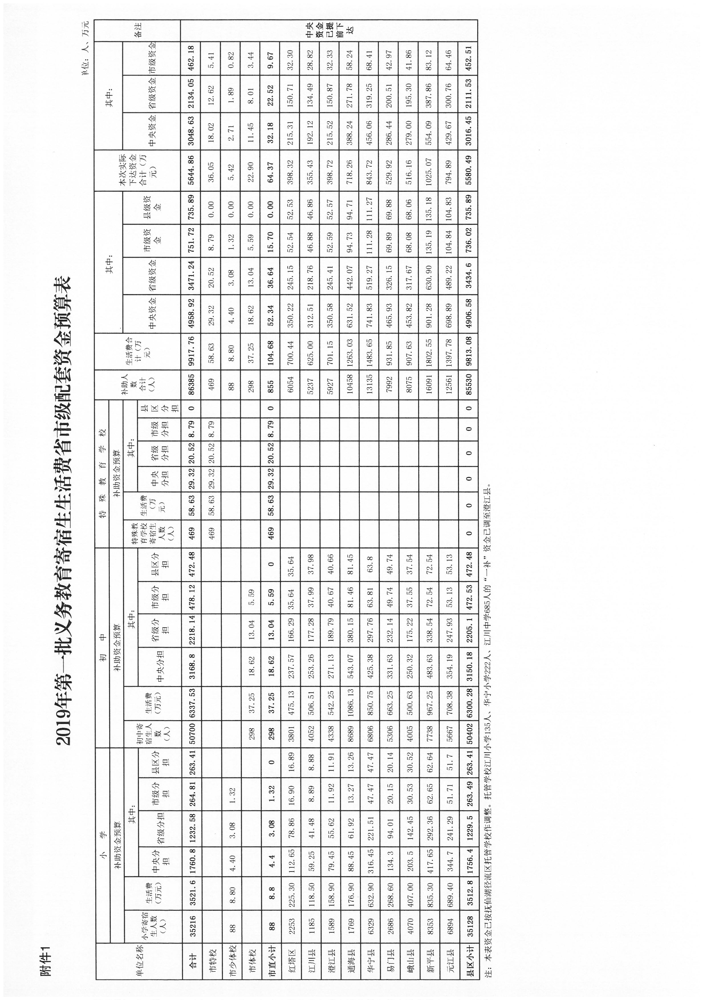 附件1
2019年第一批义务教育寄宿生生活费省市级配套资金预算表
单位：人、万元
单位名称 小学 初中 特殊教育学校 补助人数合计（人） 生活费合计（万元） 其中： 本次实际下达资金合计（万元） 其中： 备注
补助资金预算 补助资金预算 补助资金预算
小学寄宿生人数（人） 生活费（万元） 其中： 初中寄宿生人数（人） 生活费（万元） 其中： 特殊教育学校寄宿生人数（人） 生活费（万元） 其中：
中央分担 省级分担 市级分担 县区分担 中央分担 省级分担 市级分担 县区分担 中央分担 省级分担 市级分担 县区分担 中央资金 省级资金 市级资金 县级资金 中央资金 省级资金 市级资金
合计 35216 3521.6 1760.8 1232.58 264.81 263.41 50700 6337.53 3168.8 2218.14 478.12 472.48 469 58.63 29.32 20.52 8.79 0 86385 9917.76 4958.92 3471.24 751.72 735.89 5644.86 3048.63 2134.05 462.18 中央资金已提前下达
市特校 469 58.63 29.32 20.52 8.79 469 58.63 29.32 20.52 8.79 0.00 36.05 18.02 12.62 5.41
市少体校 88 8.80 4.40 3.08 1.32 88 8.80 4.40 3.08 1.32 0.00 5.42 2.71 1.89 0.82
市体校 298 37.25 18.62 13.04 5.59 298 37.25 18.62 13.04 5.59 0.00 22.90 11.45 8.01 3.44
市直小计 88 8.8 4.4 3.08 1.32 0 298 37.25 18.62 13.04 5.59 0 469 58.63 29.32 20.52 8.79 0 855 104.68 52.34 36.64 15.70 0.00 64.37 32.18 22.52 9.67
红塔区 2253 225.30 112.65 78.86 16.90 16.89 3801 475.13 237.57 166.29 35.64 35.64 6054 700.44 350.22 245.15 52.54 52.53 398.32 215.31 150.71 32.30
江川县 1185 118.50 59.25 41.48 8.89 8.88 4052 506.51 253.26 177.28 37.99 37.98 5237 625.00 312.51 218.76 46.88 46.86 355.43 192.12 134.49 28.82
澄江县 1589 158.90 79.45 55.62 11.92 11.91 4338 542.25 271.13 189.79 40.67 40.66 5927 701.15 350.58 245.41 52.59 52.57 398.72 215.52 150.87 32.33
通海县 1769 176.90 88.45 61.92 13.27 13.26 8689 1086.13 543.07 380.15 81.46 81.45 10458 1263.03 631.52 442.07 94.73 94.71 718.26 388.24 271.78 58.24
华宁县 6329 632.90 316.45 221.51 47.47 47.47 6806 850.75 425.38 297.76 63.81 63.8 13135 1483.65 741.83 519.27 111.28 111.27 843.72 456.06 319.25 68.41
易门县 2686 268.60 134.3 94.01 20.15 20.14 5306 663.25 331.63 232.14 49.74 49.74 7992 931.85 465.93 326.15 69.89 69.88 529.92 286.44 200.51 42.97
峨山县 4070 407.00 203.5 142.45 30.53 30.52 4005 500.63 250.32 175.22 37.55 37.54 8075 907.63 453.82 317.67 68.08 68.06 516.16 279.00 195.30 41.86
新平县 8353 835.30 417.65 292.36 62.65 62.64 7738 967.25 483.63 338.54 72.54 72.54 16091 1802.55 901.28 630.90 135.19 135.18 1025.07 554.09 387.86 83.12
元江县 6894 689.40 344.7 241.29 51.71 51.7 5667 708.38 354.19 247.93 53.13 53.13 12561 1397.78 698.89 489.22 104.84 104.83 794.89 429.67 300.76 64.46
县区小计 35128 3512.8 1756.4 1229.5 263.49 263.41 50402 6300.28 3150.18 2205.1 472.53 472.48 0 0 0 0 0 0 85530 9813.08 4906.58 3434.6 736.02 735.89 5580.49 3016.45 2111.53 452.51
注：本表资金已按抚仙湖径流区托管学校作调整。托管学校江川小学135人、华宁小学222人、江川中学685人的“一补”资金已调至澄江县。